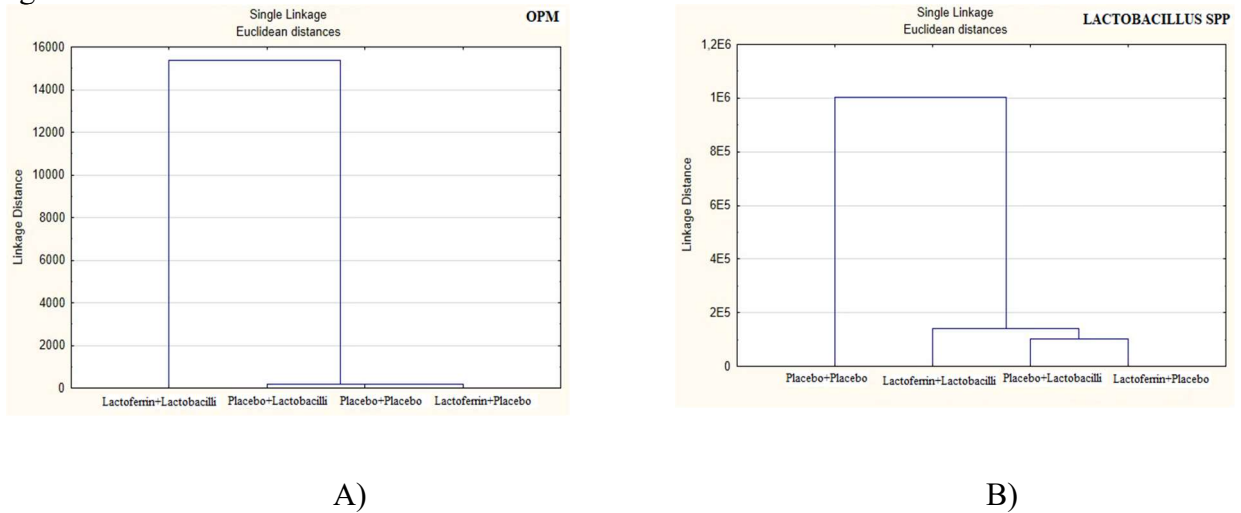 Single Linkage
Euclidean distances
OPM
16000
14000
12000
10000
8000
6000
4000
2000
0
Linkage Distance
Lactoferrin+Lactobacilli Placebo+Lactobacilli Placebo+Placebo Lactoferrin+Placebo
A)
Single Linkage
Euclidean distances
LACTOBACILLUS SPP
1,2E6
1E6
8E5
6E5
4E5
2E5
0
Linkage Distance
Placebo+Placebo Lactoferrin+Lactobacilli Placebo+Lactobacilli Lactoferrin+Placebo
B)